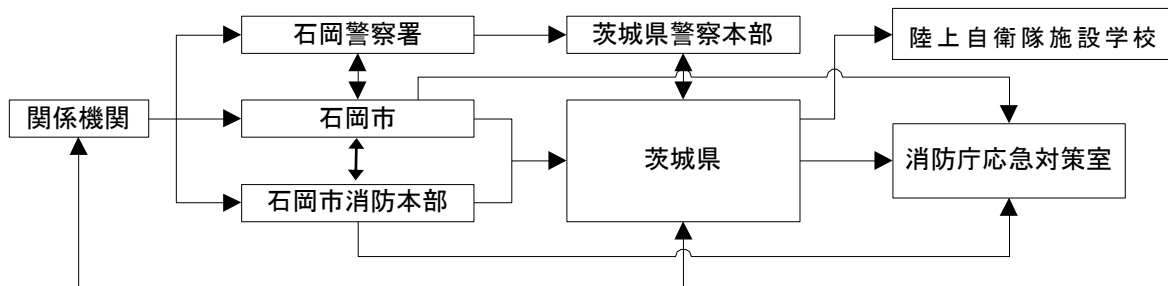 石岡警察署
茨城県警察本部
陸上自衛隊施設学校
関係機関
石岡市
茨城県
消防庁応急対策室
石岡市消防本部